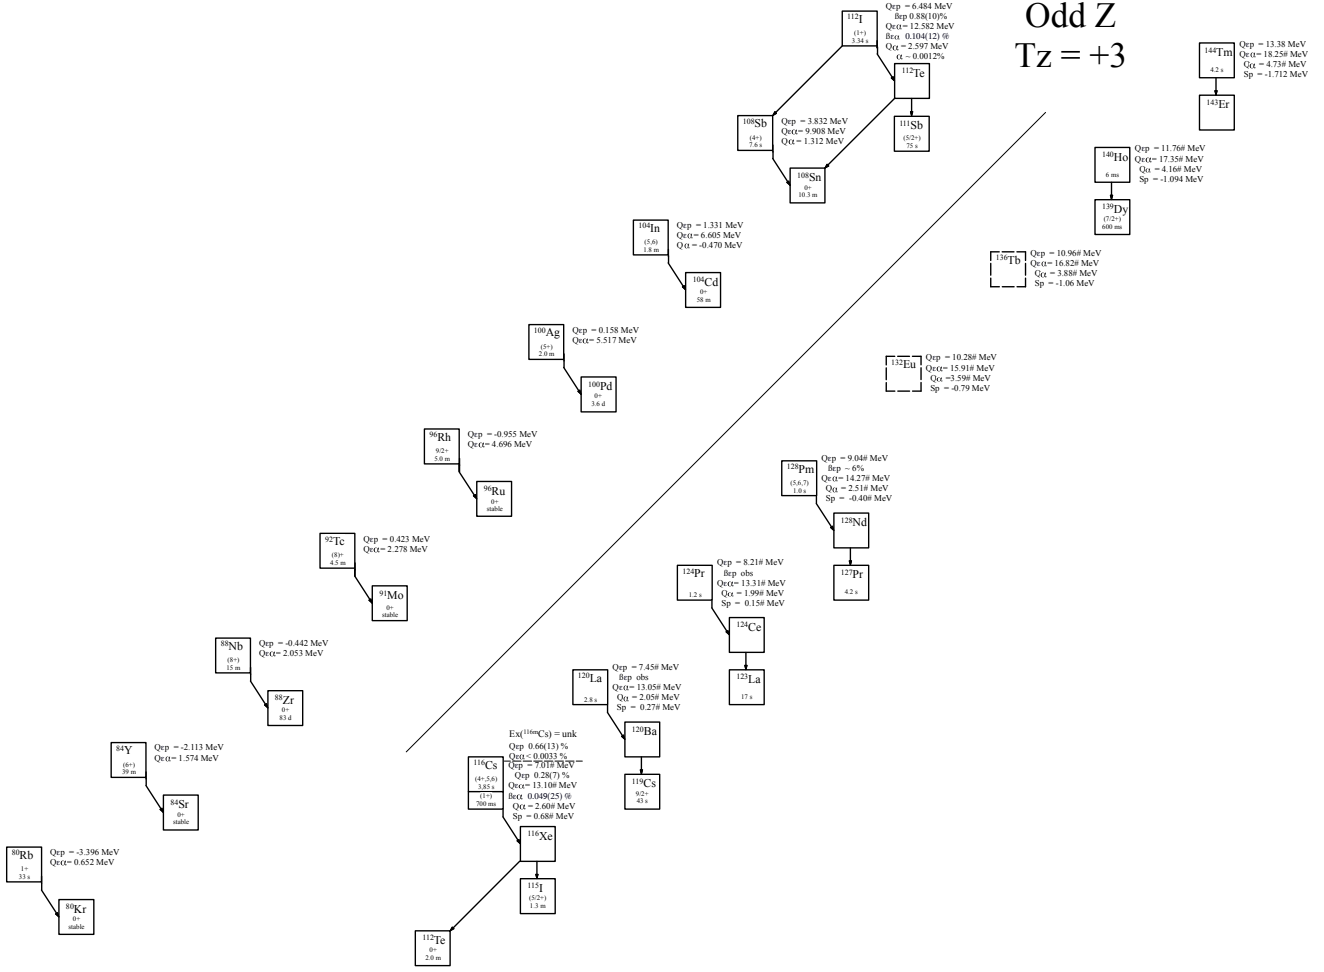 Odd Z
Tz = +3
112I
(1+)
3.34 s
Qεp = 6.484 MeV
βεp 0.88(10)%
Qεα= 12.582 MeV
βεα 0.104(12) %
Qα = 2.597 MeV
α ~ 0.0012%
112Te
111Sb
(5/2+)
75 s
108Sb
(4+)
7.6 s
Qεp = 3.832 MeV
Qεα= 9.908 MeV
Qα = 1.312 MeV
108Sn
0+
10.3 m
144Tm
4.2 s
Qεp = 13.38 MeV
Qεα= 18.25# MeV
Qα = 4.73# MeV
Sp = -1.712 MeV
143Er
140Ho
6 ms
Qεp = 11.76# MeV
Qεα= 17.35# MeV
Qα = 4.16# MeV
Sp = -1.094 MeV
139Dy
(7/2+)
600 ms
104In
(5,6)
1.8 m
Qεp = 1.331 MeV
Qεα= 6.605 MeV
Qα = -0.470 MeV
104Cd
0+
58 m
136Tb
Qεp = 10.96# MeV
Qεα= 16.82# MeV
Qα = 3.88# MeV
Sp = -1.06 MeV
100Ag
(5+)
2.0 m
Qεp = 0.158 MeV
Qεα= 5.517 MeV
100Pd
0+
3.6 d
132Eu
Qεp = 10.28# MeV
Qεα= 15.91# MeV
Qα =3.59# MeV
Sp = -0.79 MeV
96Rh
9/2+
5.0 m
Qεp = -0.955 MeV
Qεα= 4.696 MeV
96Ru
0+
stable
128Pm
(5,6,7)
1.0 s
Qεp = 9.04# MeV
βεp ~ 6%
Qεα= 14.27# MeV
Qα = 2.51# MeV
Sp = -0.40# MeV
128Nd
127Pr
4.2 s
92Tc
(8)+
4.5 m
Qεp = 0.423 MeV
Qεα= 2.278 MeV
91Mo
0+
stable
124Pr
1.2 s
Qεp = 8.21# MeV
βεp obs
Qεα= 13.31# MeV
Qα = 1.99# MeV
Sp = 0.15# MeV
124Ce
123La
17 s
88Nb
(8+)
15 m
Qεp = -0.442 MeV
Qεα= 2.053 MeV
88Zr
0+
83 d
120La
2.8 s
Qεp = 7.45# MeV
βεp obs
Qεα= 13.05# MeV
Qα = 2.05# MeV
Sp = 0.27# MeV
120Ba
119Cs
9/2+
43 s
84Y
(6+)
39 m
Qεp = -2.113 MeV
Qεα= 1.574 MeV
84Sr
0+
stable
Ex(116mCs) = unk
Qεp 0.66(13) %
Qεα< 0.0033 %
116Cs
(4+,5,6)
3.85 s
(1+)
700 ms
Qεp = 7.01# MeV
Qεp 0.28(7) %
Qεα= 13.10# MeV
βεα 0.049(25) %
Qα = 2.60# MeV
Sp = 0.68# MeV
116Xe
115I
(5/2+)
1.3 m
112Te
0+
2.0 m
80Rb
1+
33 s
Qεp = -3.396 MeV
Qεα= 0.652 MeV
80Kr
0+
stable